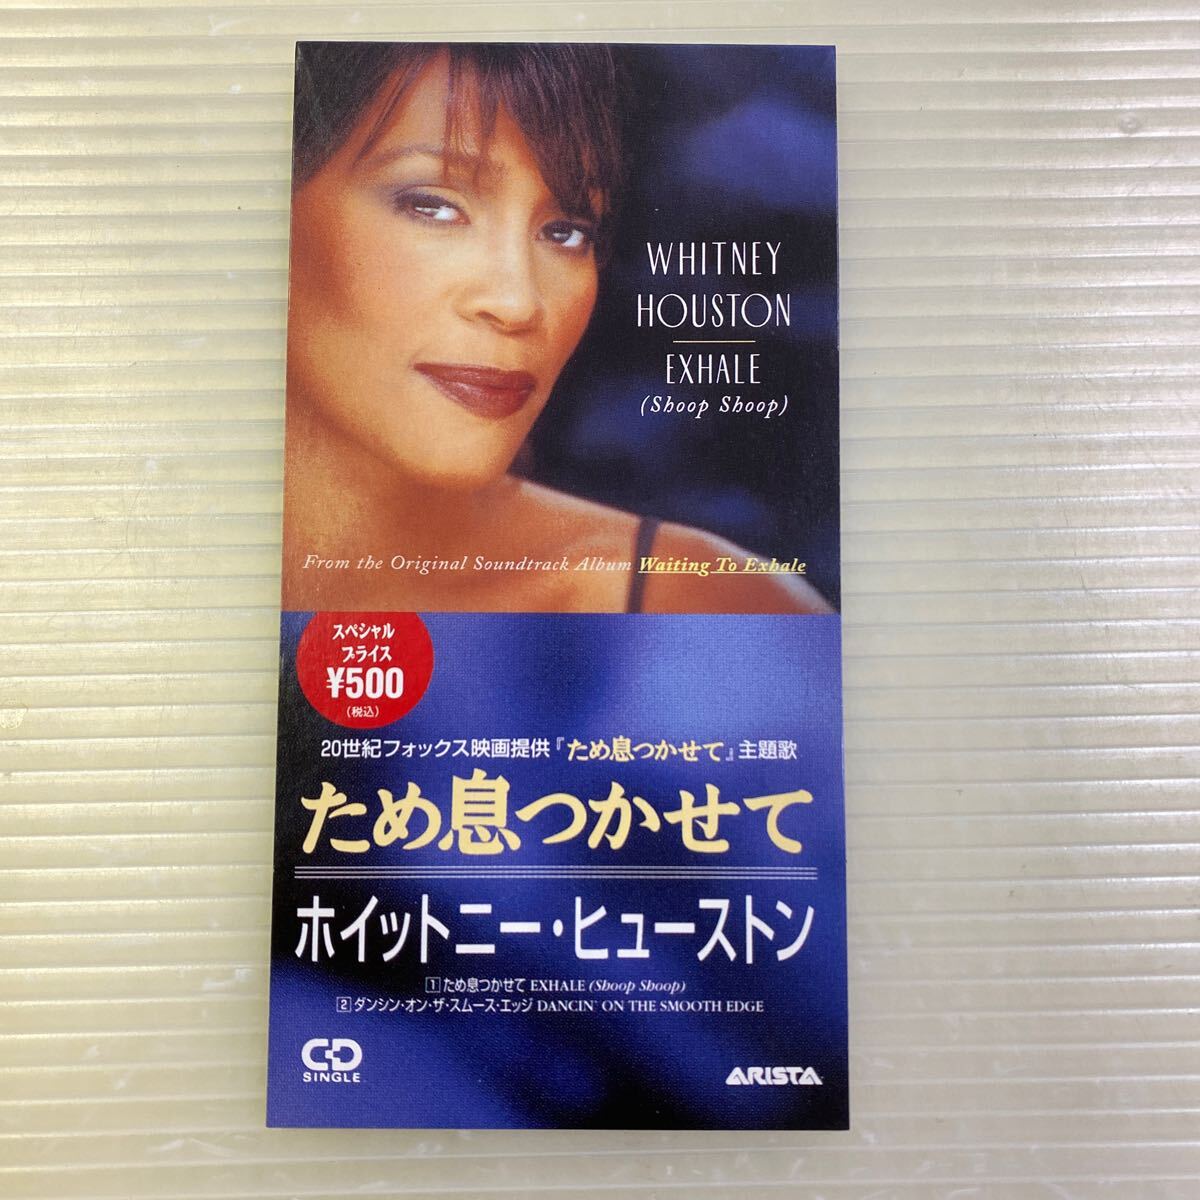 WHITNEY
HOUSTON
EXHALE
(Shoop Shoop)
From the Original Soundtrack Album Waiting To Exhale
スペシャル
プライス
¥500
(税込)
20世紀フォックス映画提供『ため息つかせて』主題歌
ため息つかせて
ホイットニー・ヒューストン
1 ため息つかせて EXHALE (Shoop Shoop)
2 ダンシン・オン・ザ・スムース・エッジ DANCIN' ON THE SMOOTH EDGE
CD
SINGLE
ARISTA